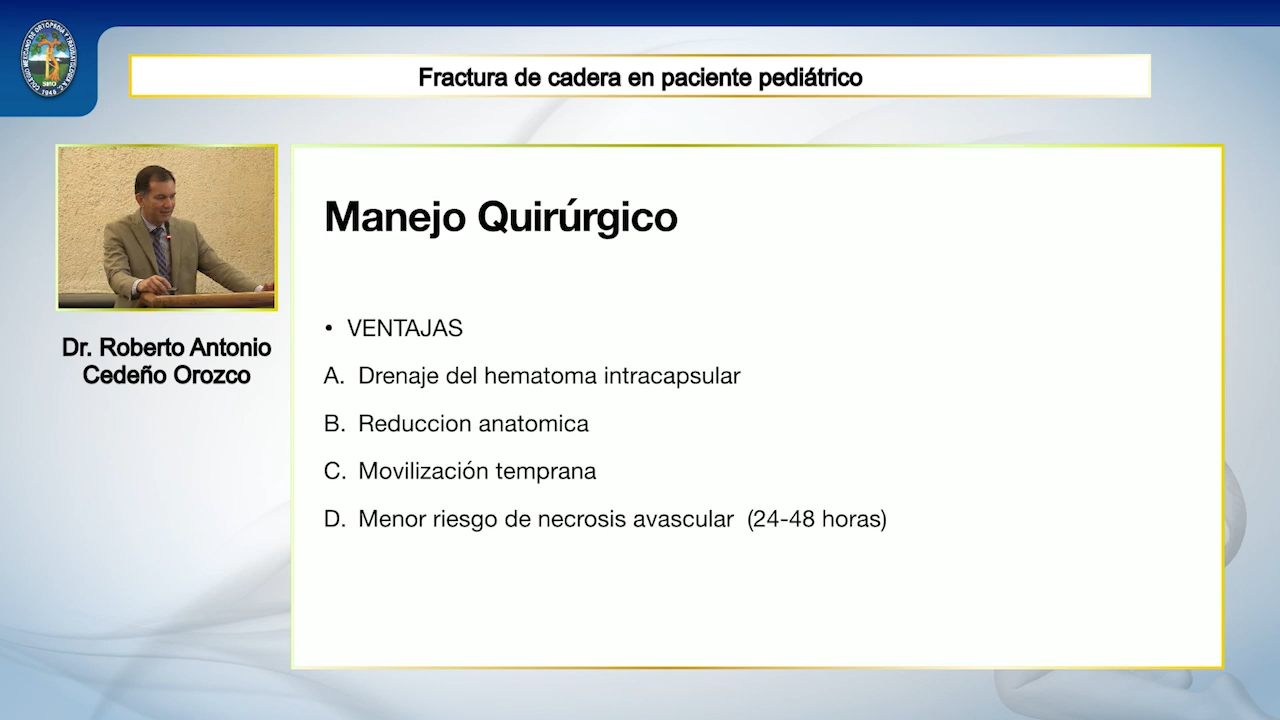 Fractura de cadera en paciente pediátrico
Dr. Roberto Antonio
Cedeño Orozco
Manejo Quirúrgico
• VENTAJAS
A. Drenaje del hematoma intracapsular
B. Reduccion anatomica
C. Movilización temprana
D. Menor riesgo de necrosis avascular (24-48 horas)